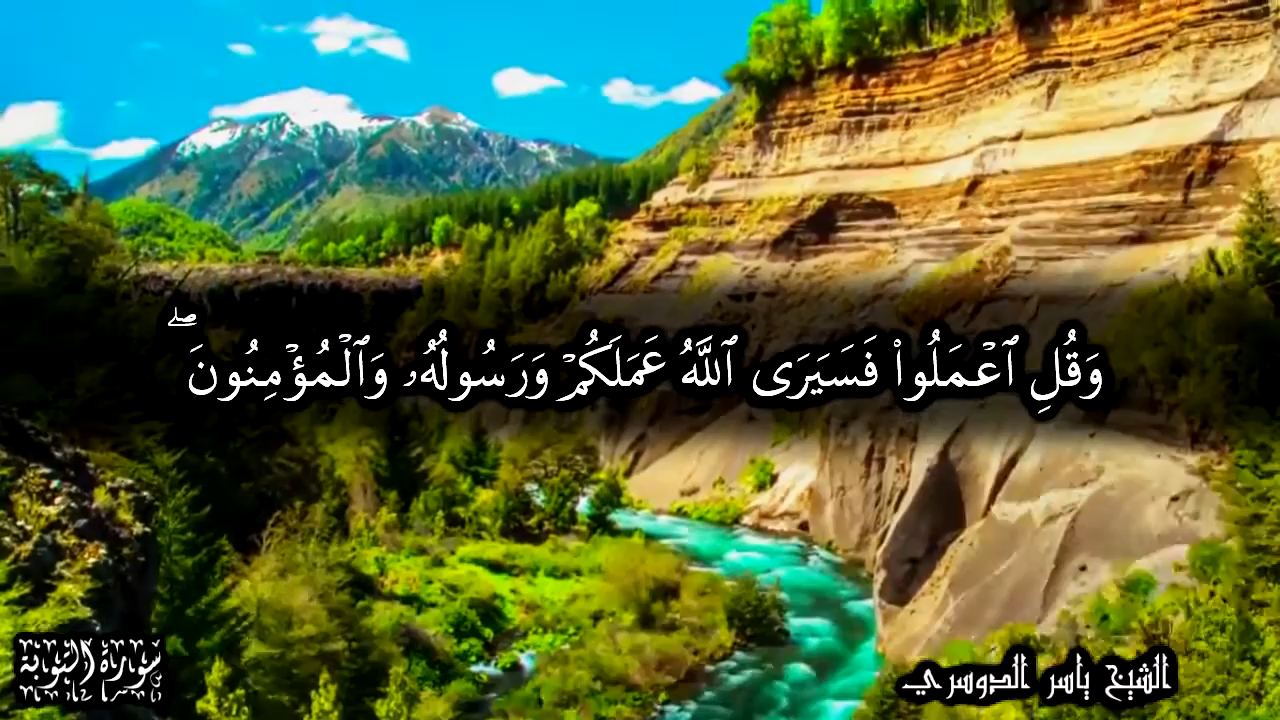 وَقُلِ ٱعْمَلُوا۟ فَسَيَرَى ٱللَّهُ عَمَلَكُمْ وَرَسُولُهُۥ وَٱلْمُؤْمِنُونَ ۖ
سورة التوبة
الشيخ ياسر الدوسري